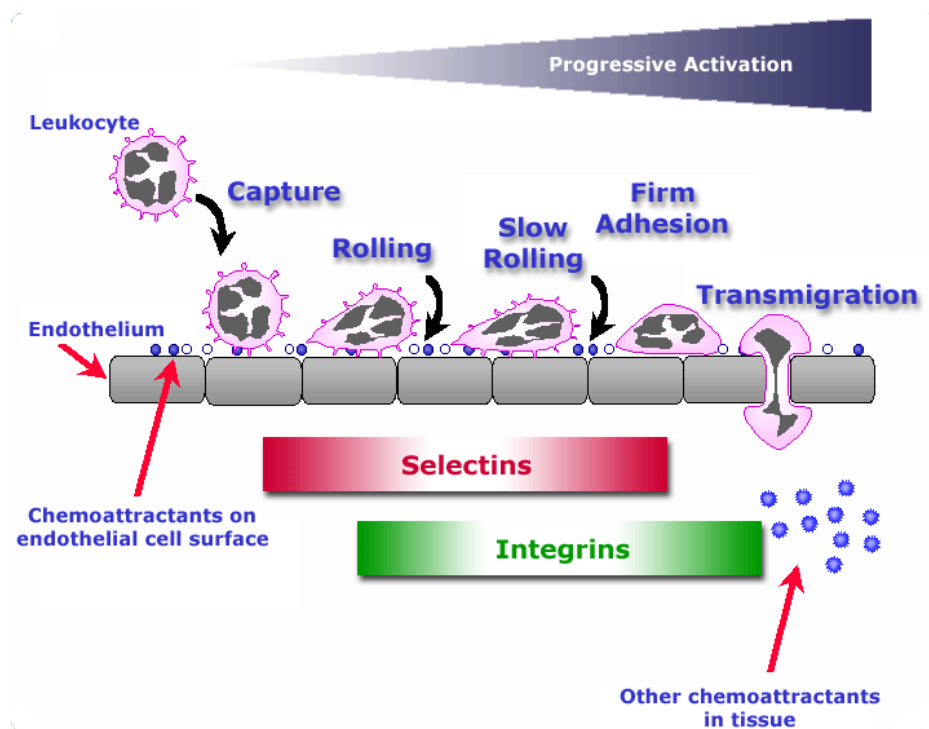 Progressive Activation
Leukocyte
Capture
Rolling
Slow
Rolling
Firm
Adhesion
Transmigration
Endothelium
Selectins
Integrins
Chemoattractants on
endothelial cell surface
Other chemoattractants
in tissue